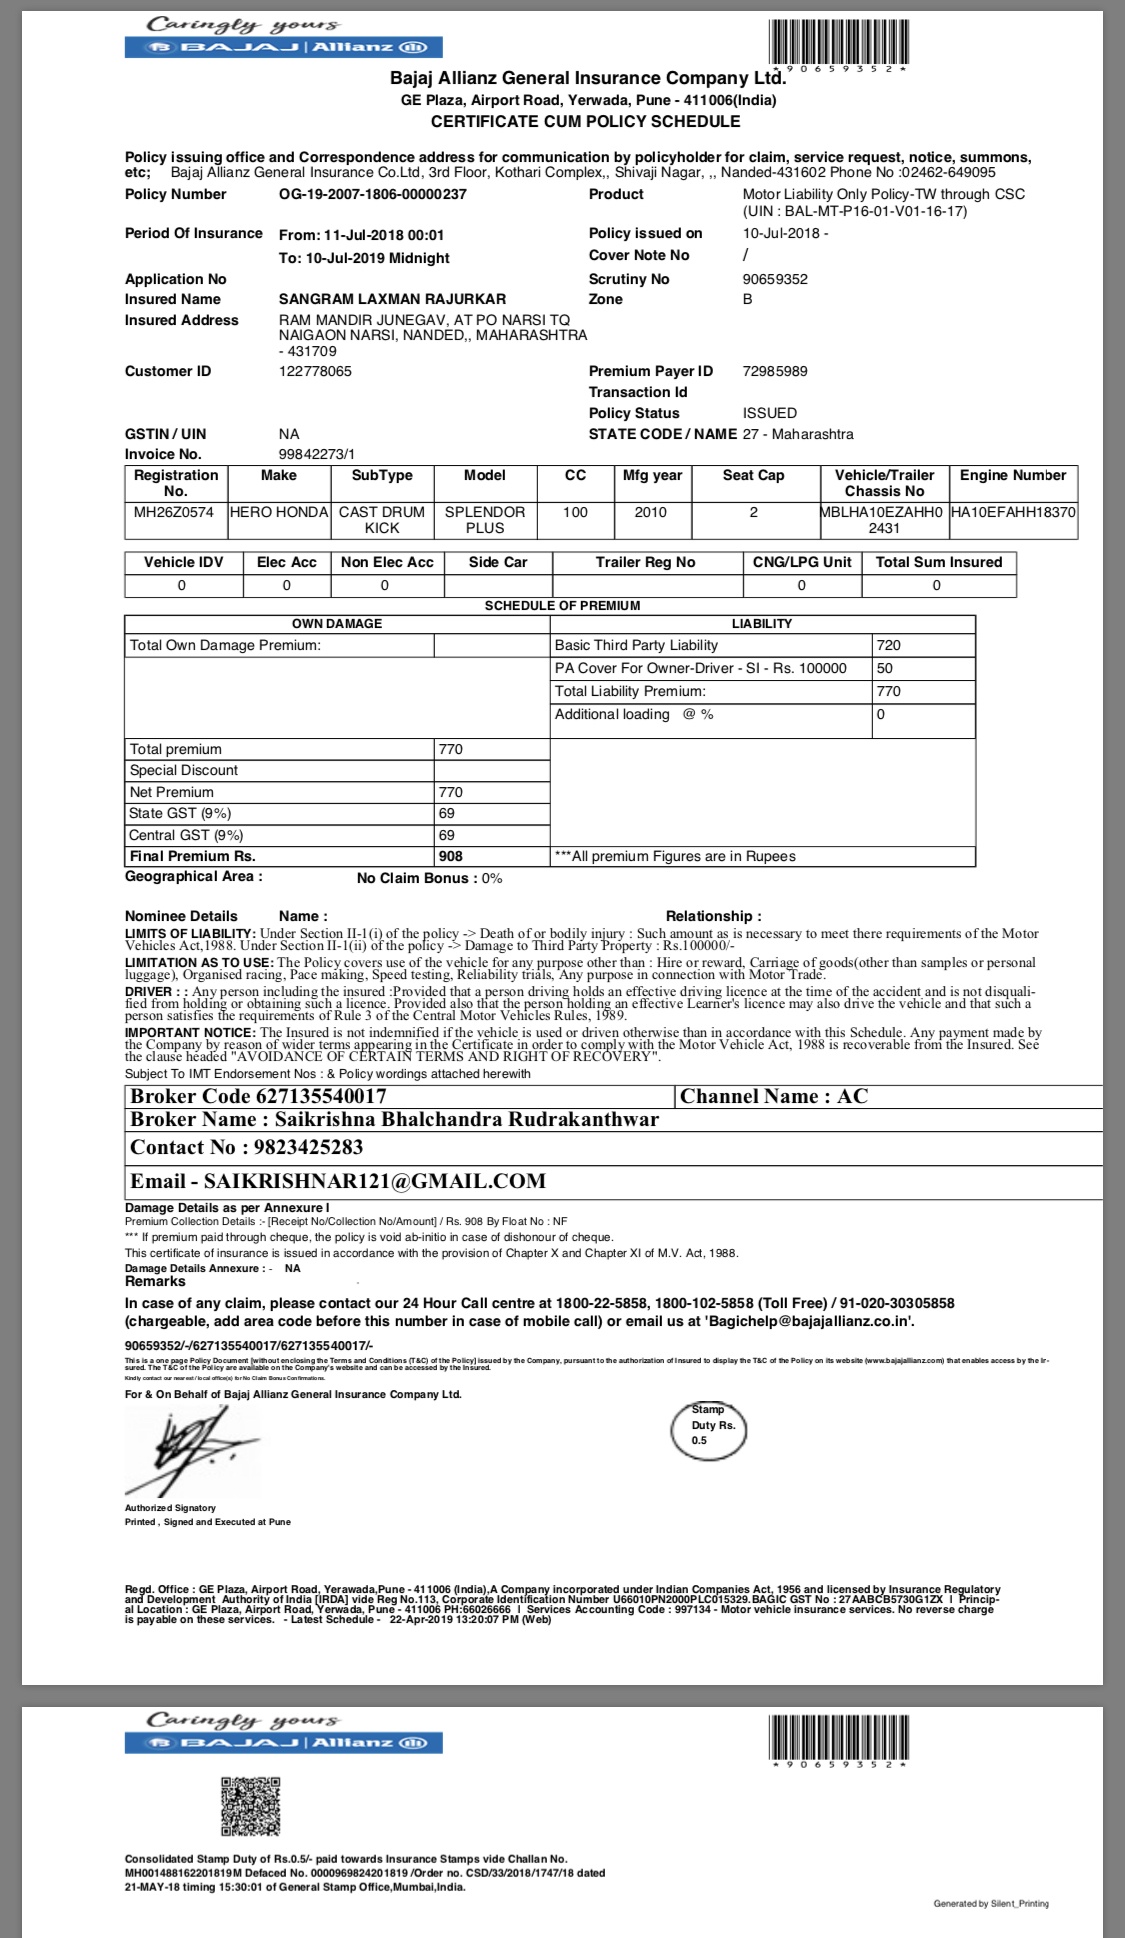 Caringly yours
BAJAJ | Allianz
*90659352*
Bajaj Allianz General Insurance Company Ltd.
GE Plaza, Airport Road, Yerwada, Pune - 411006(India)
CERTIFICATE CUM POLICY SCHEDULE
Policy issuing office and Correspondence address for communication by policyholder for claim, service request, notice, summons,
etc; Bajaj Allianz General Insurance Co.Ltd, 3rd Floor, Kothari Complex,, Shivaji Nagar, ,, Nanded-431602 Phone No :02462-649095
Policy Number OG-19-2007-1806-00000237 Product Motor Liability Only Policy-TW through CSC
(UIN : BAL-MT-P16-01-V01-16-17)
Period Of Insurance From: 11-Jul-2018 00:01 Policy issued on 10-Jul-2018 -
To: 10-Jul-2019 Midnight Cover Note No /
Application No Scrutiny No 90659352
Insured Name SANGRAM LAXMAN RAJURKAR Zone B
Insured Address RAM MANDIR JUNEGAV, AT PO NARSI TQ
NAIGAON NARSI, NANDED,, MAHARASHTRA
- 431709
Customer ID 122778065 Premium Payer ID 72985989
Transaction Id
Policy Status ISSUED
GSTIN / UIN NA STATE CODE / NAME 27 - Maharashtra
Invoice No. 99842273/1
Registration Make SubType Model CC Mfg year Seat Cap Vehicle/Trailer Engine Number
No. Chassis No
MH26Z0574 HERO HONDA CAST DRUM SPLENDOR 100 2010 2 MBLHA10EZAHH0 HA10EFAHH18370
KICK PLUS 2431
Vehicle IDV Elec Acc Non Elec Acc Side Car Trailer Reg No CNG/LPG Unit Total Sum Insured
0 0 0 0 0
SCHEDULE OF PREMIUM
OWN DAMAGE LIABILITY
Total Own Damage Premium: Basic Third Party Liability 720
PA Cover For Owner-Driver - SI - Rs. 100000 50
Total Liability Premium: 770
Additional loading @ % 0
Total premium 770
Special Discount
Net Premium 770
State GST (9%) 69
Central GST (9%) 69
Final Premium Rs. 908 ***All premium Figures are in Rupees
Geographical Area : No Claim Bonus : 0%
Nominee Details Name : Relationship :
LIMITS OF LIABILITY: Under Section II-1(i) of the policy -> Death of or bodily injury : Such amount as is necessary to meet there requirements of the Motor
Vehicles Act,1988. Under Section II-1(ii) of the policy -> Damage to Third Party Property : Rs.100000/-
LIMITATION AS TO USE: The Policy covers use of the vehicle for any purpose other than : Hire or reward, Carriage of goods(other than samples or personal
luggage), Organised racing, Pace making, Speed testing, Reliability trials, Any purpose in connection with Motor Trade.
DRIVER : : Any person including the insured :Provided that a person driving holds an effective driving licence at the time of the accident and is not disquali-
fied from holding or obtaining such a licence. Provided also that the person holding an effective Learner's licence may also drive the vehicle and that such a
person satisfies the requirements of Rule 3 of the Central Motor Vehicles Rules, 1989.
IMPORTANT NOTICE: The Insured is not indemnified if the vehicle is used or driven otherwise than in accordance with this Schedule. Any payment made by
the Company by reason of wider terms appearing in the Certificate in order to comply with the Motor Vehicle Act, 1988 is recoverable from the Insured. See
the clause headed "AVOIDANCE OF CERTAIN TERMS AND RIGHT OF RECOVERY".
Subject To IMT Endorsement Nos : & Policy wordings attached herewith
Broker Code 627135540017 Channel Name : AC
Broker Name : Saikrishna Bhalchandra Rudrakanthwar
Contact No : 9823425283
Email - SAIKRISHNAR121@GMAIL.COM
Damage Details as per Annexure I
Premium Collection Details :- [Receipt No/Collection No/Amount] / Rs. 908 By Float No : NF
*** If premium paid through cheque, the policy is void ab-initio in case of dishonour of cheque.
This certificate of insurance is issued in accordance with the provision of Chapter X and Chapter XI of M.V. Act, 1988.
Damage Details Annexure : - NA
Remarks .
In case of any claim, please contact our 24 Hour Call centre at 1800-22-5858, 1800-102-5858 (Toll Free) / 91-020-30305858
(chargeable, add area code before this number in case of mobile call) or email us at 'Bagichelp@bajajallianz.co.in'.
90659352/-/627135540017/627135540017/-
This is a one page Policy Document [without enclosing the Terms and Conditions (T&C) of the Policy] issued by the Company, pursuant to the authorization of Insured to display the T&C of the Policy on its website (www.bajajallianz.com) that enables access by the In-
sured. The T&C of the Policy are available on the Company's website and can be accessed by the Insured.
Kindly contact our nearest / local office(s) for No Claim Bonus Confirmations.
For & On Behalf of Bajaj Allianz General Insurance Company Ltd.
Stamp
Duty Rs.
0.5
Authorized Signatory
Printed , Signed and Executed at Pune
Regd. Office : GE Plaza, Airport Road, Yerawada,Pune - 411006 (India),A Company incorporated under Indian Companies Act, 1956 and licensed by Insurance Regulatory
and Development Authority of India [IRDA] vide Reg No.113, Corporate Identification Number U66010PN2000PLC015329.BAGIC GST No : 27AABCB5730G1ZX | Princip-
al Location : GE Plaza, Airport Road, Yerwada, Pune - 411006 PH:66026666 | Services Accounting Code : 997134 - Motor vehicle insurance services. No reverse charge
is payable on these services. - Latest Schedule - 22-Apr-2019 13:20:07 PM (Web)
Caringly yours
BAJAJ | Allianz
*90659352*
Consolidated Stamp Duty of Rs.0.5/- paid towards Insurance Stamps vide Challan No.
MH001488162201819M Defaced No. 0000969824201819 /Order no. CSD/33/2018/1747/18 dated
21-MAY-18 timing 15:30:01 of General Stamp Office,Mumbai,India.
Generated by Silent_Printing